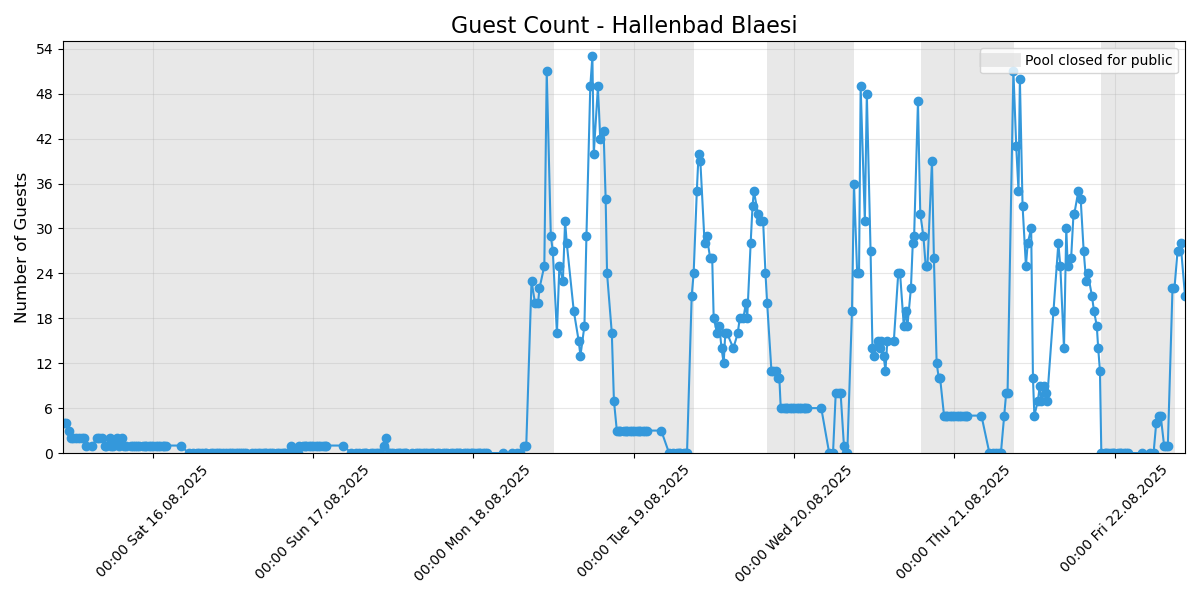 Guest Count - Hallenbad Blaesi
Pool closed for public
Number of Guests
54
48
42
36
30
24
18
12
6
0
00:00 Sat 16.08.2025
00:00 Sun 17.08.2025
00:00 Mon 18.08.2025
00:00 Tue 19.08.2025
00:00 Wed 20.08.2025
00:00 Thu 21.08.2025
00:00 Fri 22.08.2025